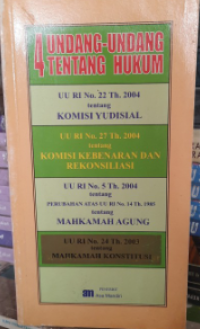 4 UNDANG-UNDANG
TENTANG HUKUM
UU RI No. 22 Th. 2004
tentang
KOMISI YUDISIAL
UU RI No. 27 Th. 2004
tentang
KOMISI KEBENARAN DAN
REKONSILIASI
UU RI No. 5 Th. 2004
tentang
PERUBAHAN ATAS UU RI No. 14 Th. 1985
tentang
MAHKAMAH AGUNG
UU RI No. 24 Th. 2003
tentang
MAHKAMAH KONSTITUSI